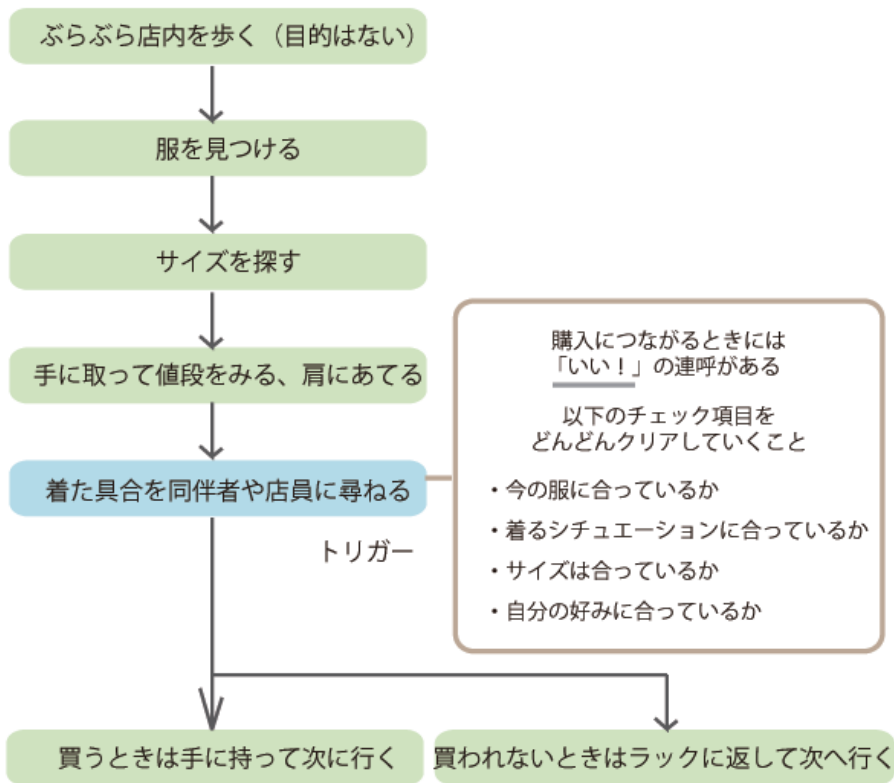 ぶらぶら店内を歩く（目的はない）
服を見つける
サイズを探す
手に取って値段をみる、肩にあてる
着た具合を同伴者や店員に尋ねる
トリガー
購入につながるときには
「いい！」の連呼がある
以下のチェック項目を
どんどんクリアしていくこと
・今の服に合っているか
・着るシチュエーションに合っているか
・サイズは合っているか
・自分の好みに合っているか
買うときは手に持って次に行く
買われないときはラックに返して次へ行く